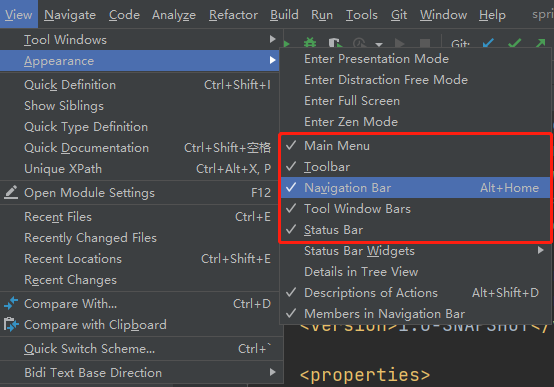 View Navigate Code Analyze Refactor Build Run Tools Git Window Help spri
Tool Windows
Git:
Appearance
Enter Presentation Mode
Enter Distraction Free Mode
Enter Full Screen
Enter Zen Mode
Main Menu
Toolbar
Navigation Bar Alt+Home
Tool Window Bars
Status Bar
Status Bar Widgets
Details in Tree View
Descriptions of Actions Alt+Shift+D
Members in Navigation Bar
Quick Definition Ctrl+Shift+I
Show Siblings
Quick Type Definition
Quick Documentation Ctrl+Shift+空格
Unique XPath Ctrl+Alt+X, P
Open Module Settings F12
Recent Files Ctrl+E
Recently Changed Files
Recent Locations Ctrl+Shift+E
Recent Changes
Compare With... Ctrl+D
Compare with Clipboard
Quick Switch Scheme... Ctrl+`
Bidi Text Base Direction
<version>1.0-SNAPSHOT</
<properties>